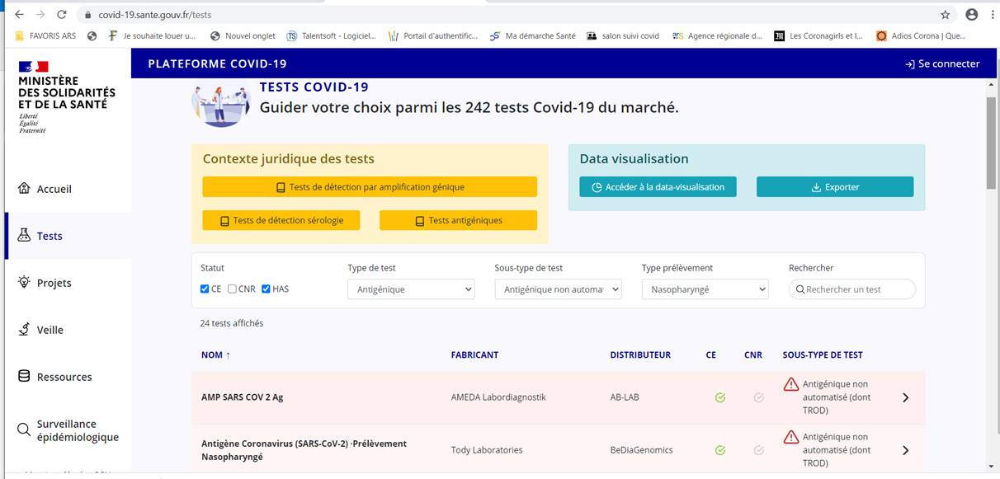 covid-19.sante.gouv.fr/tests
FAVORIS ARS
Je souhaite louer u...
Nouvel onglet
Talentsoft - Logiciel...
Portail d'authentific...
Ma démarche Santé
salon suivi covid
Agence régionale d...
Les Coronagirls et l...
Adios Corona | Que...
MINISTÈRE
DES SOLIDARITÉS
ET DE LA SANTÉ
Liberté
Égalité
Fraternité
PLATEFORME COVID-19
Se connecter
Accueil
Tests
Projets
Veille
Ressources
Surveillance
épidémiologique
TESTS COVID-19
Guider votre choix parmi les 242 tests Covid-19 du marché.
Contexte juridique des tests
Tests de détection par amplification génique
Tests de détection sérologie
Tests antigéniques
Data visualisation
Accéder à la data-visualisation
Exporter
Statut
CE CNR HAS
Type de test
Antigénique
Sous-type de test
Antigénique non automat
Type prélèvement
Nasopharyngé
Rechercher
Rechercher un test
24 tests affichés
NOM ↑ FABRICANT DISTRIBUTEUR CE CNR SOUS-TYPE DE TEST
AMP SARS COV 2 Ag
AMEDA Labordiagnostik
AB-LAB
Antigénique non
automatisé (dont
TROD)
Antigène Coronavirus (SARS-CoV-2) ·Prélèvement
Nasopharyngé
Tody Laboratories
BeDiaGenomics
Antigénique non
automatisé (dont
TROD)